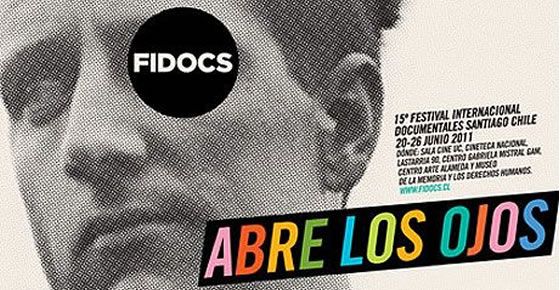 FIDOCS
15º FESTIVAL INTERNACIONAL
DOCUMENTALES SANTIAGO CHILE
20-26 JUNIO 2011
DÓNDE: SALA CINE UC, CINETECA NACIONAL,
LASTARRIA 90, CENTRO GABRIELA MISTRAL GAM,
CENTRO ARTE ALAMEDA Y MUSEO
DE LA MEMORIA Y LOS DERECHOS HUMANOS.
WWW.FIDOCS.CL
ABRE LOS OJOS